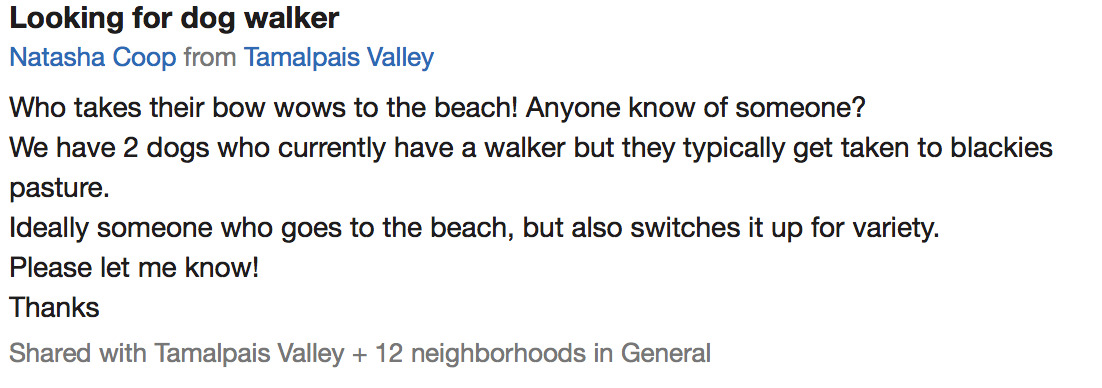 Looking for dog walker
Natasha Coop from Tamalpais Valley
Who takes their bow wows to the beach! Anyone know of someone?
We have 2 dogs who currently have a walker but they typically get taken to blackies
pasture.
Ideally someone who goes to the beach, but also switches it up for variety.
Please let me know!
Thanks
Shared with Tamalpais Valley + 12 neighborhoods in General